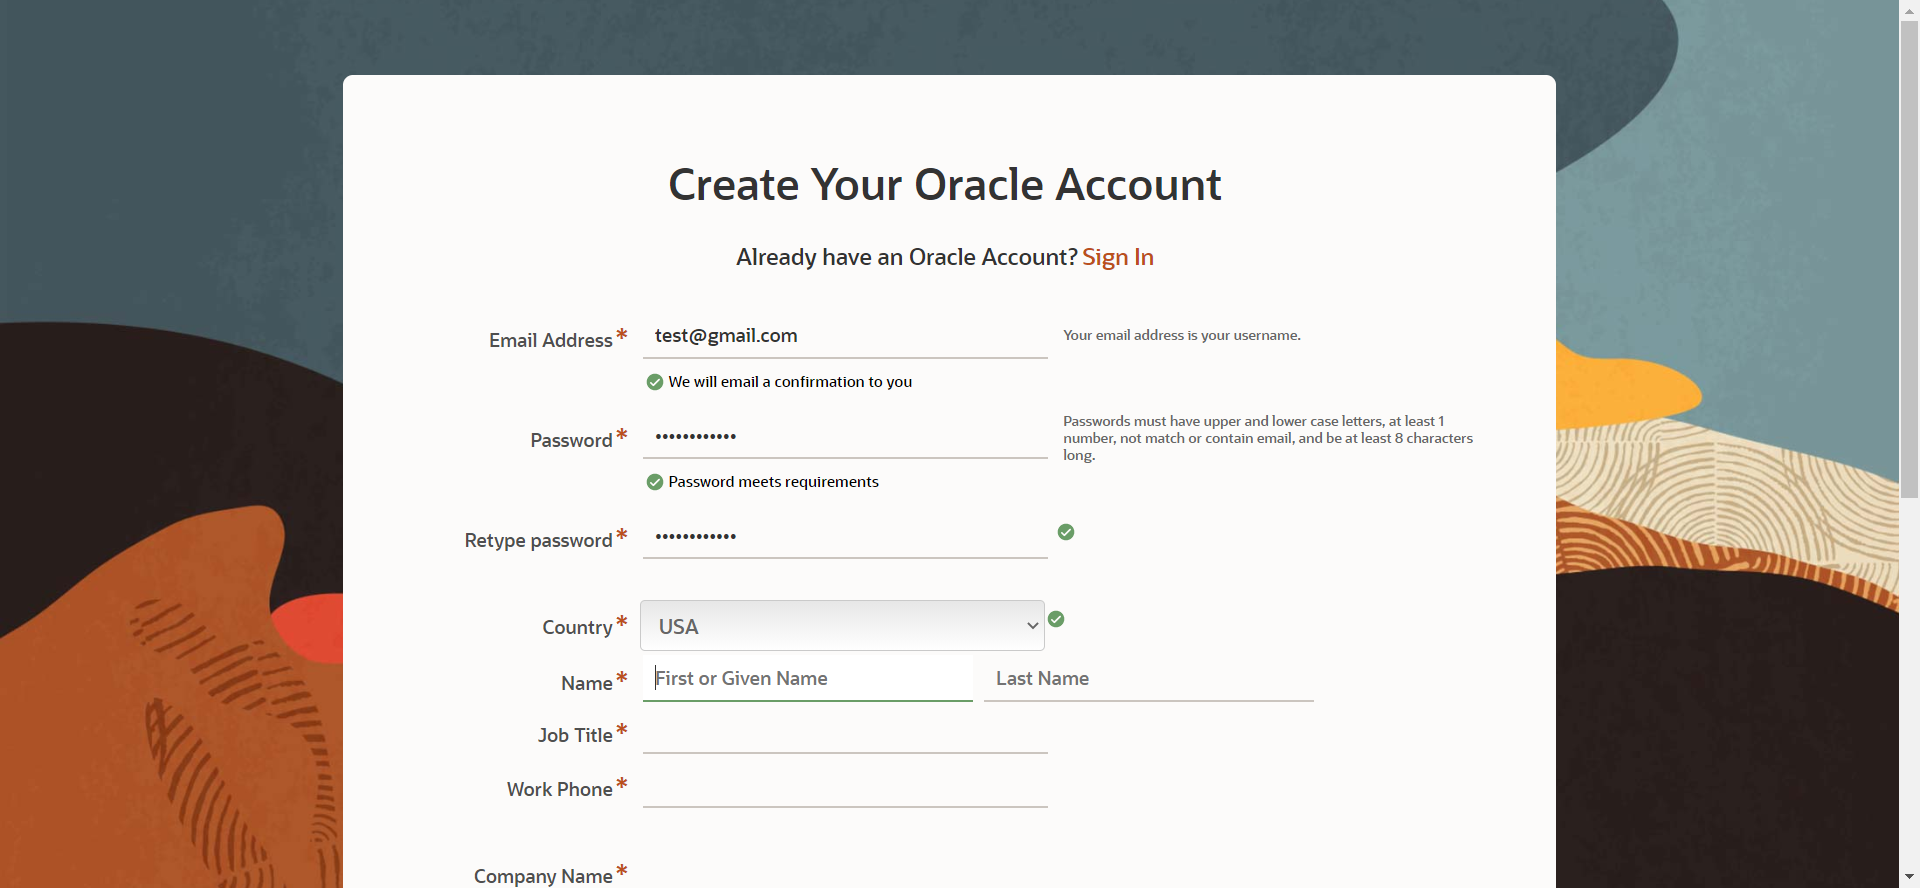 Create Your Oracle Account
Already have an Oracle Account? Sign In
Email Address* test@gmail.com Your email address is your username.
We will email a confirmation to you
Password* •••••••••••• Passwords must have upper and lower case letters, at least 1
number, not match or contain email, and be at least 8 characters
long.
Password meets requirements
Retype password* ••••••••••••
Country* USA
Name* First or Given Name Last Name
Job Title*
Work Phone*
Company Name*